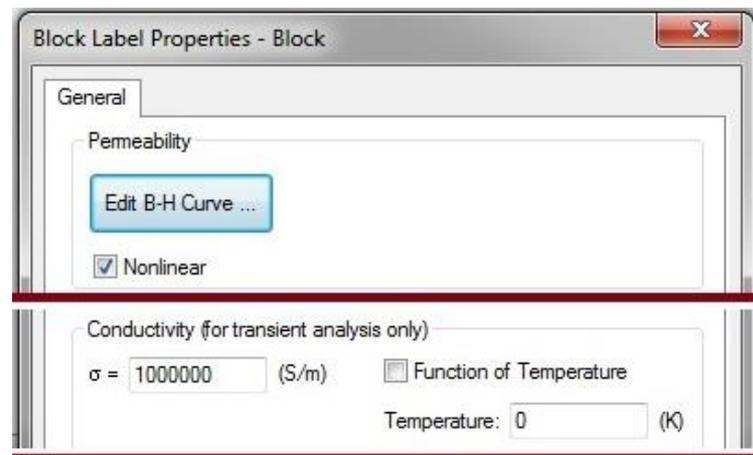 Block Label Properties - Block
General
Permeability
Edit B-H Curve ...
Nonlinear
Conductivity (for transient analysis only)
σ = 1000000 (S/m) Function of Temperature
Temperature: 0 (K)